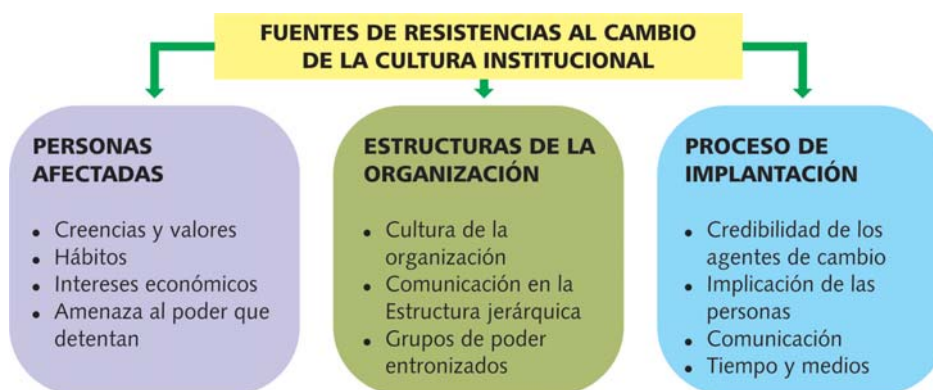 FUENTES DE RESISTENCIAS AL CAMBIO
DE LA CULTURA INSTITUCIONAL
PERSONAS
AFECTADAS
• Creencias y valores
• Hábitos
• Intereses económicos
• Amenaza al poder que
detentan
ESTRUCTURAS DE LA
ORGANIZACIÓN
• Cultura de la
organización
• Comunicación en la
Estructura jerárquica
• Grupos de poder
entronizados
PROCESO DE
IMPLANTACIÓN
• Credibilidad de los
agentes de cambio
• Implicación de las
personas
• Comunicación
• Tiempo y medios